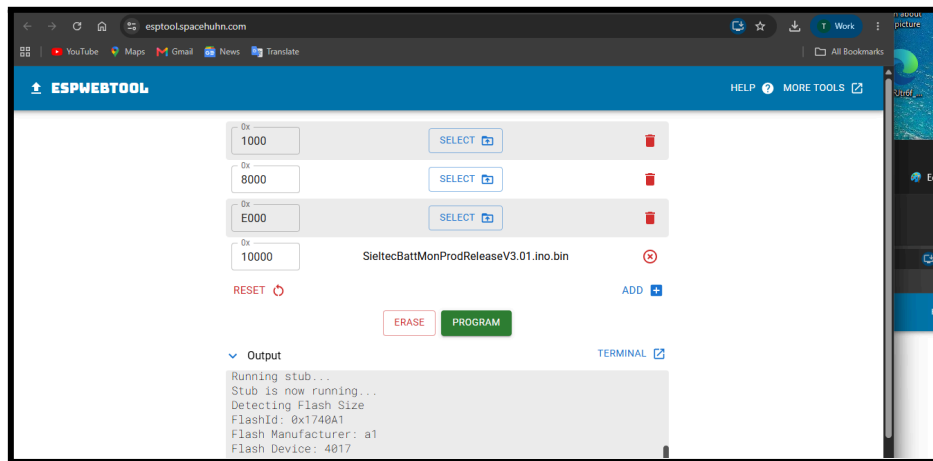 esptool.spacehuhn.com
T Work
YouTube Maps Gmail News Translate
All Bookmarks
ESPWEBTOOL
HELP ? MORE TOOLS
0x
1000
SELECT
0x
8000
SELECT
0x
E000
SELECT
0x
10000
SieltecBattMonProdReleaseV3.01.ino.bin
RESET
ADD
ERASE PROGRAM
Output
TERMINAL
Running stub...
Stub is now running...
Detecting Flash Size
FlashId: 0x1740A1
Flash Manufacturer: a1
Flash Device: 4017
picture